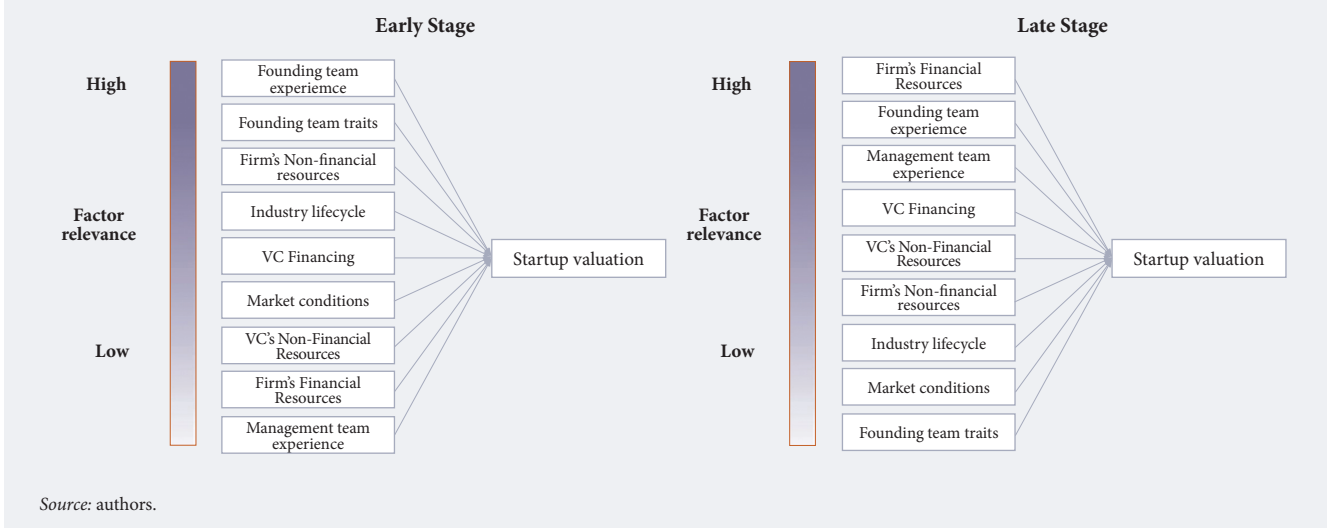 Early Stage
High
Factor
relevance
Low
Founding team
experiemce
Founding team traits
Firm's Non-financial
resources
Industry lifecycle
VC Financing
Market conditions
VC's Non-Financial
Resources
Firm's Financial
Resources
Management team
experience
Startup valuation
Late Stage
High
Factor
relevance
Low
Firm's Financial
Resources
Founding team
experiemce
Management team
experience
VC Financing
VC's Non-Financial
Resources
Firm's Non-financial
resources
Industry lifecycle
Market conditions
Founding team traits
Startup valuation
Source: authors.